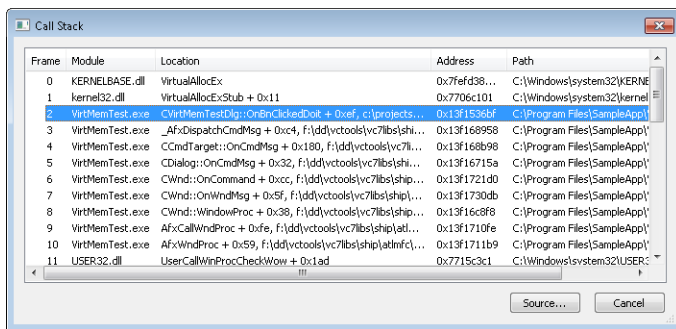 Call Stack
Frame Module Location Address Path
0 KERNELBASE.dll VirtualAllocEx 0x7fefd38... C:\Windows\system32\KERNE
1 kernel32.dll VirtualAllocExStub + 0x11 0x7706c101 C:\Windows\system32\kernel
2 VirtMemTest.exe CVirtMemTestDlg::OnBnClickedDoit + 0xef, c:\projects... 0x13f1536bf C:\Program Files\SampleApp\
3 VirtMemTest.exe _AfxDispatchCmdMsg + 0xc4, f:\dd\vctools\vc7libs\shi... 0x13f168958 C:\Program Files\SampleApp\
4 VirtMemTest.exe CCmdTarget::OnCmdMsg + 0x180, f:\dd\vctools\vc7li... 0x13f168b98 C:\Program Files\SampleApp\
5 VirtMemTest.exe CDialog::OnCmdMsg + 0x32, f:\dd\vctools\vc7libs\ship... 0x13f16715a C:\Program Files\SampleApp\
6 VirtMemTest.exe CWnd::OnCommand + 0xcc, f:\dd\vctools\vc7libs\ship... 0x13f1721d0 C:\Program Files\SampleApp\
7 VirtMemTest.exe CWnd::OnWndMsg + 0x5f, f:\dd\vctools\vc7libs\ship... 0x13f1730db C:\Program Files\SampleApp\
8 VirtMemTest.exe CWnd::WindowProc + 0x38, f:\dd\vctools\vc7libs\ship... 0x13f16c8f8 C:\Program Files\SampleApp\
9 VirtMemTest.exe AfxCallWndProc + 0xfe, f:\dd\vctools\vc7libs\ship\atl... 0x13f1710fe C:\Program Files\SampleApp\
10 VirtMemTest.exe AfxWndProc + 0x59, f:\dd\vctools\vc7libs\ship\atlmfc\... 0x13f1711b9 C:\Program Files\SampleApp\
11 USER32.dll UserCallWinProcCheckWow + 0x1ad 0x7715c3c1 C:\Windows\system32\USER3
Source... Cancel